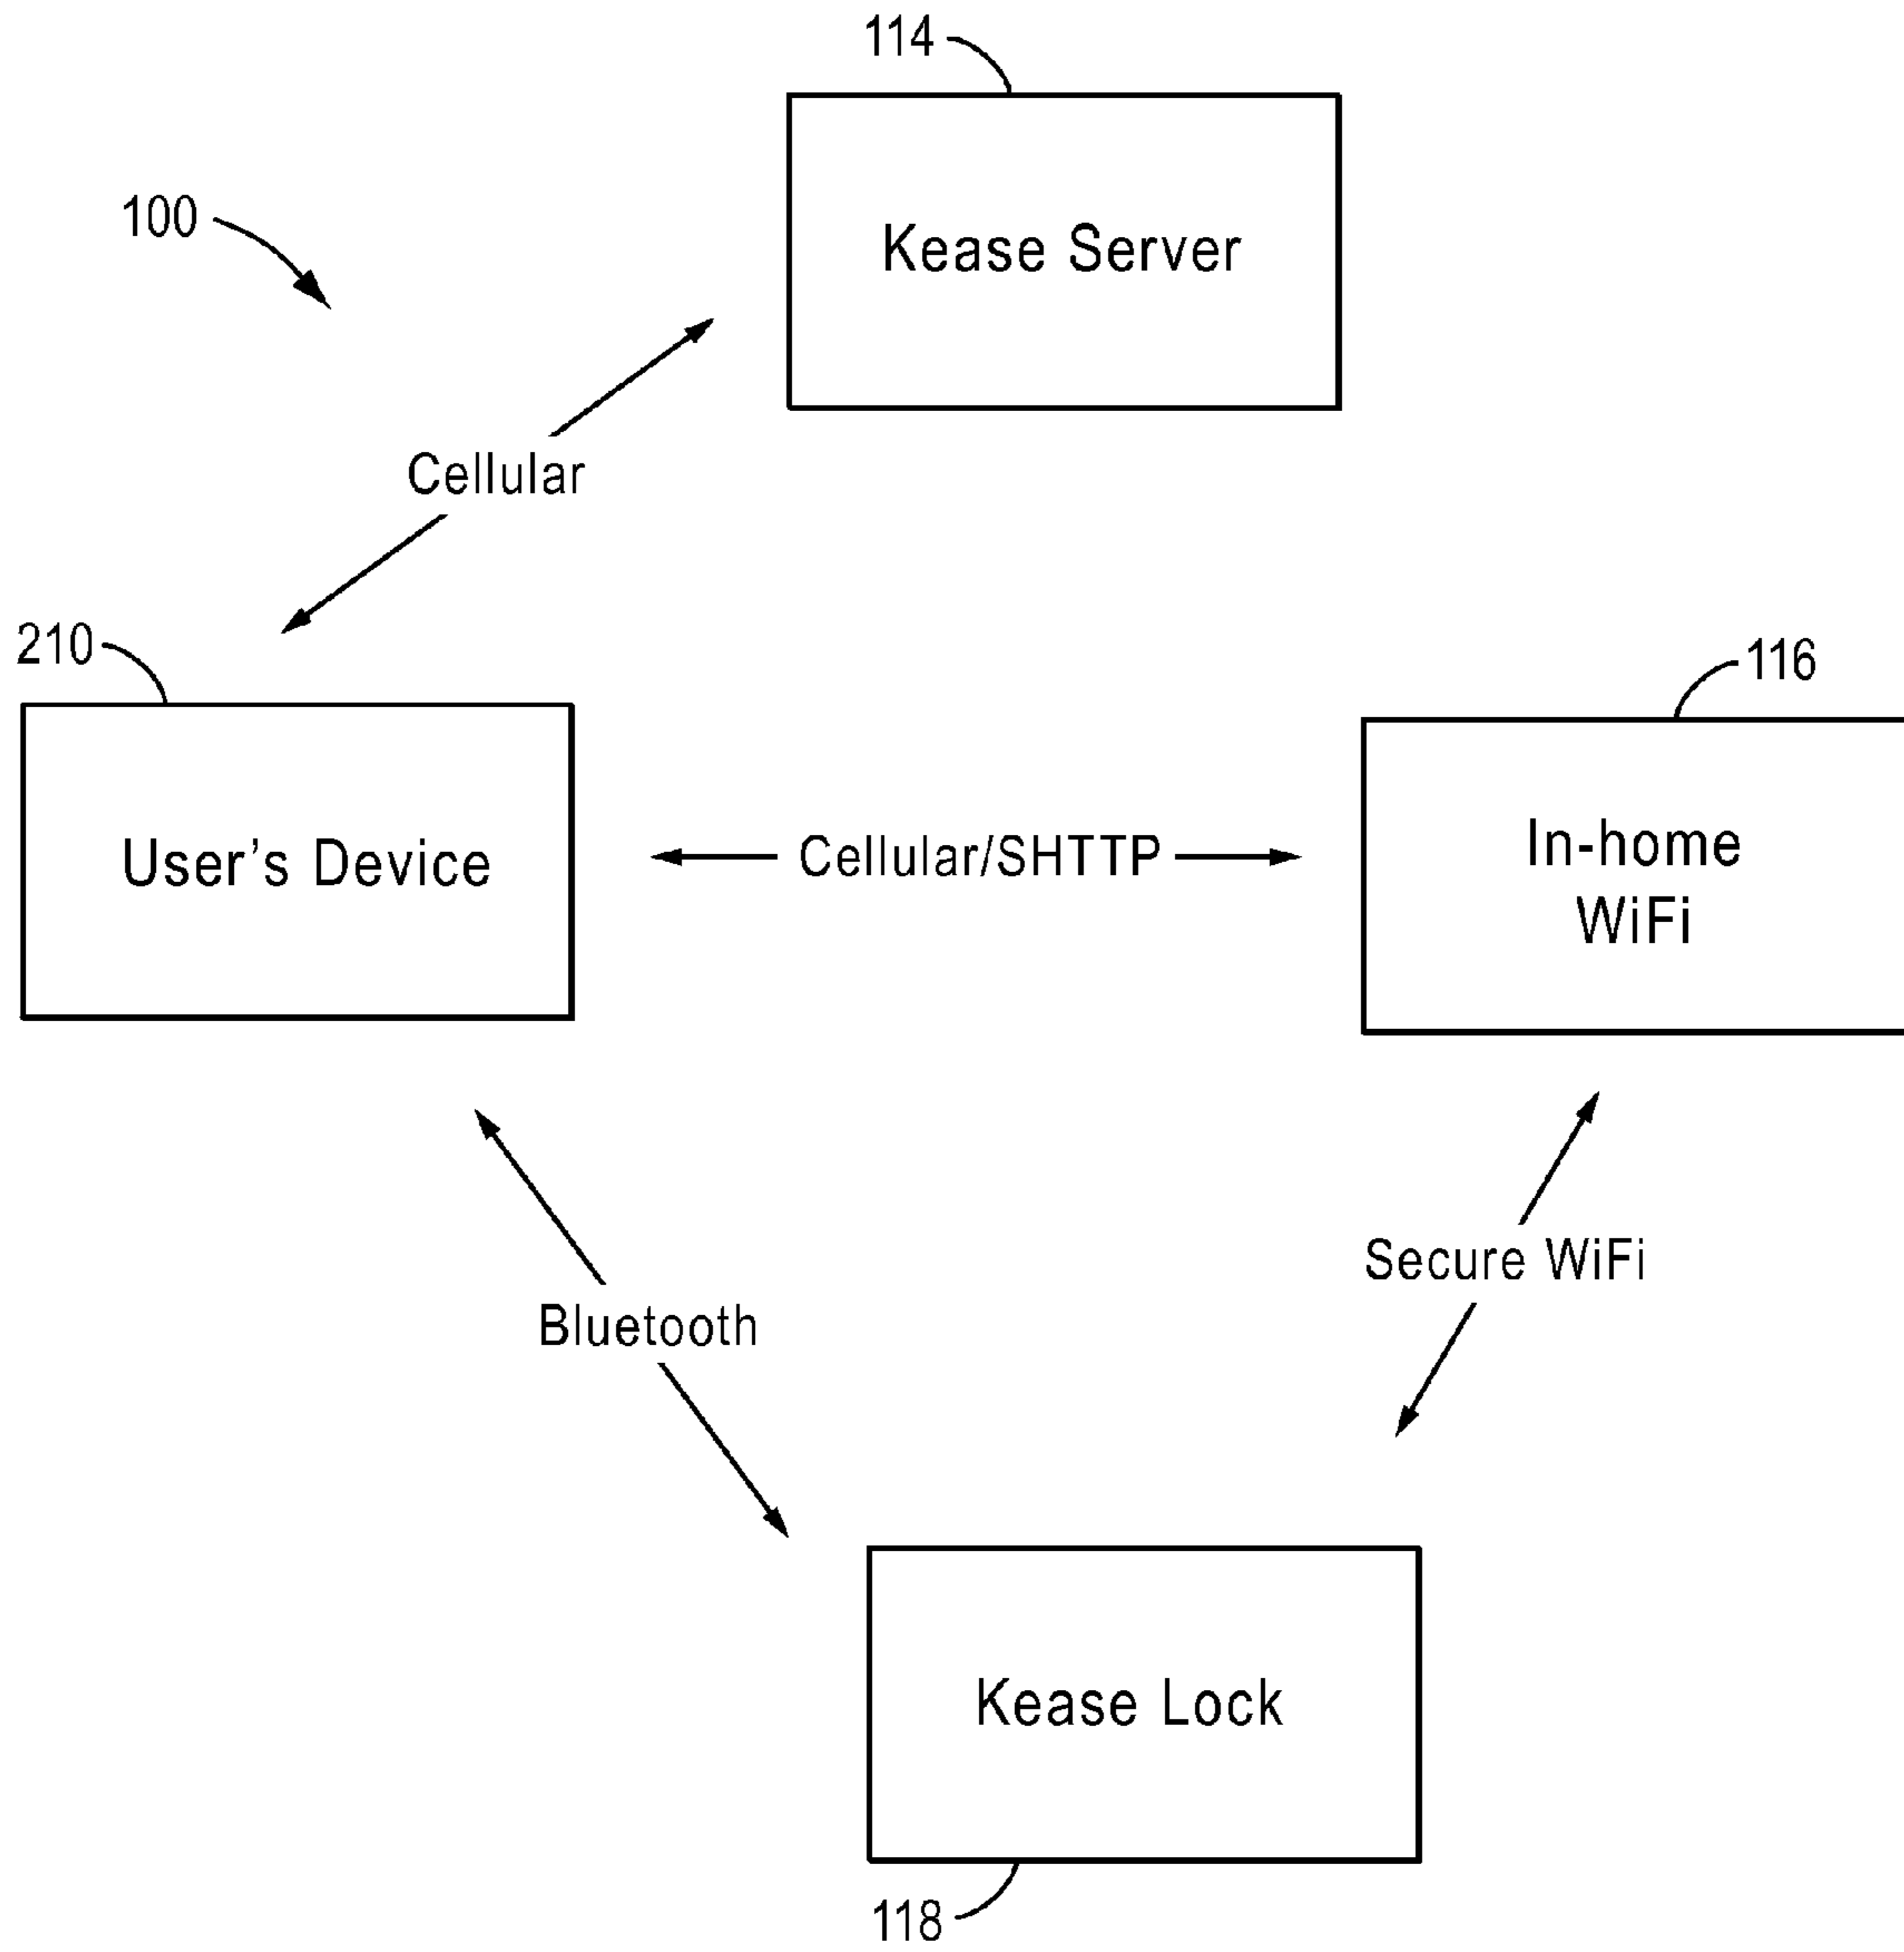 114
Kease Server
100
Cellular
210
116
User's Device
Cellular/SHTTP
In-home
WiFi
Secure WiFi
Bluetooth
Kease Lock
118